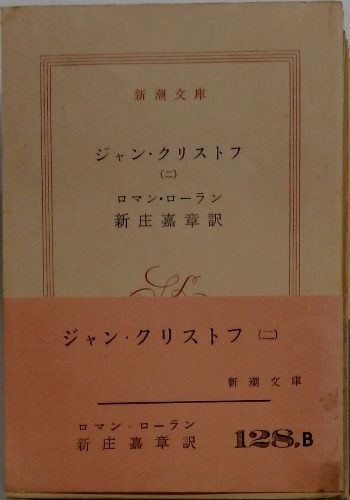 新潮文庫
ジャン・クリストフ
(二)
ロマン・ローラン
新庄嘉章訳
ジャン・クリストフ (二)
新潮文庫
ロマン・ローラン
新庄嘉章訳
128.B